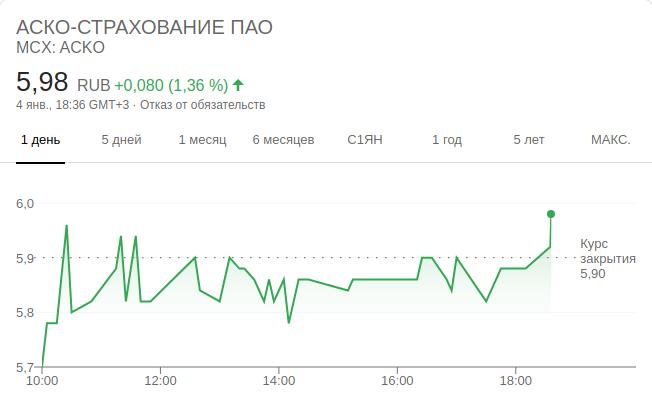 АСКО-СТРАХОВАНИЕ ПАО
MCX: ACKO
5,98 RUB +0,080 (1,36 %)
4 янв., 18:36 GMT+3 · Отказ от обязательств
1 день 5 дней 1 месяц 6 месяцев С1ЯН 1 год 5 лет МАКС.
6,0
5,9
5,8
5,7
Курс
закрытия
5,90
10:00 12:00 14:00 16:00 18:00